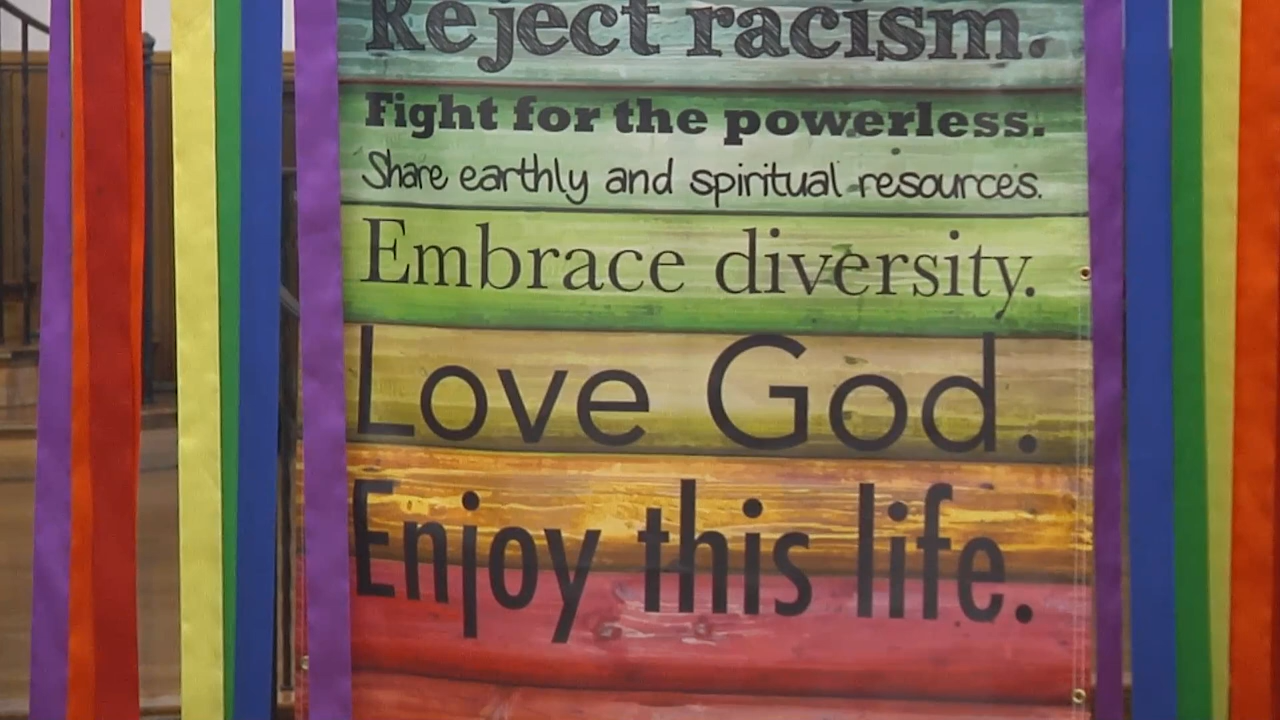 Reject racism.
Fight for the powerless.
Share earthly and spiritual resources.
Embrace diversity.
Love God.
Enjoy this life.